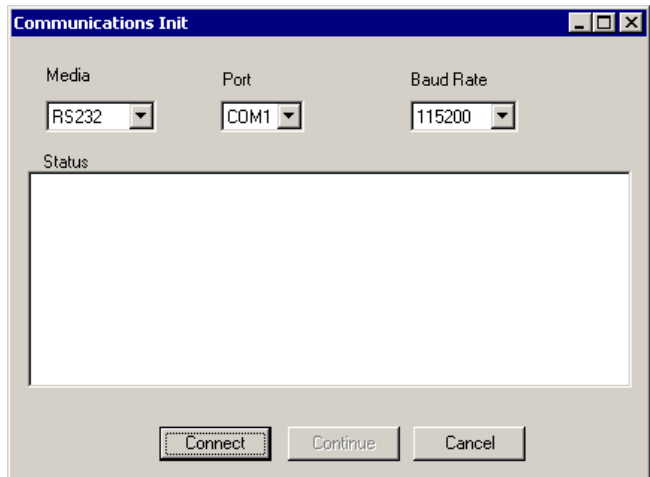 Communications Init
Media Port Baud Rate
RS232 COM1 115200
Status
Connect Continue Cancel